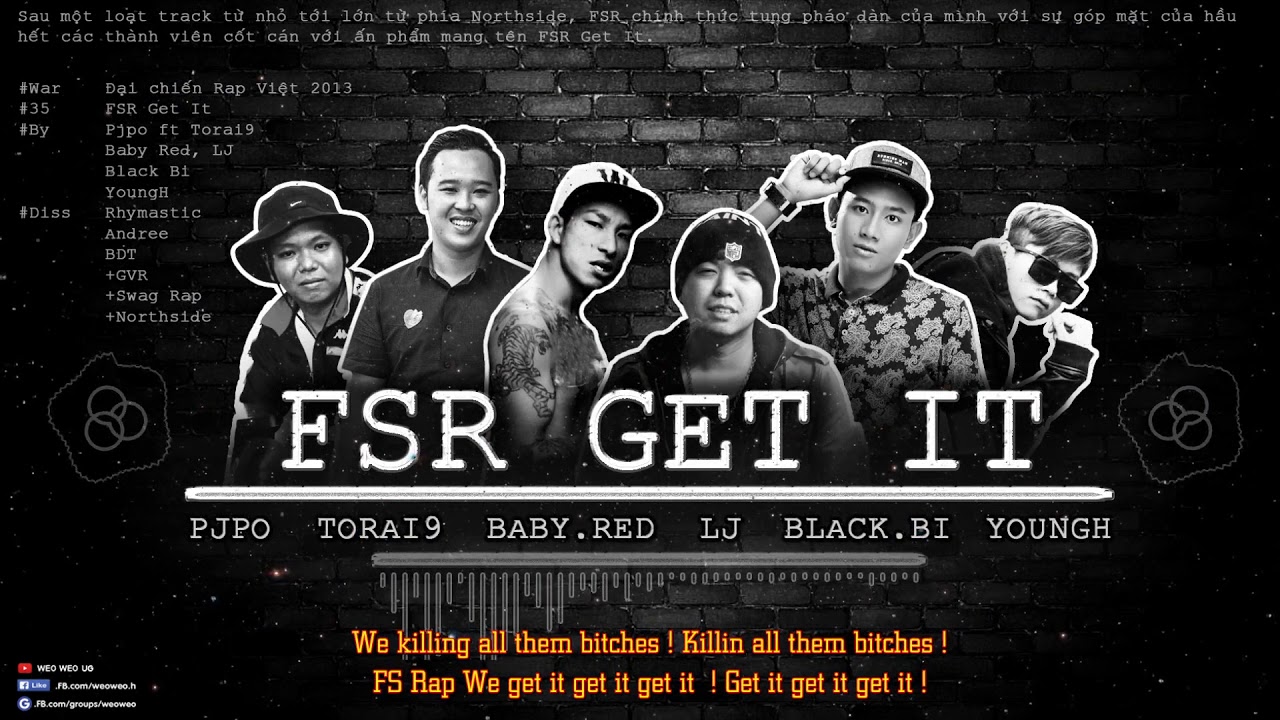 Sau một loạt track từ nhỏ tới lớn từ phía Northside, FSR chính thức tung pháo dàn của mình với sự góp mặt của hầu
hết các thành viên cốt cán với ấn phẩm mang tên FSR Get It.
#War Đại chiến Rap Việt 2013
#35 FSR Get It
#By Pjpo ft Torai9
Baby Red, LJ
Black Bi
YoungH
#Diss Rhymastic
Andree
BDT
+GVR
+Swag Rap
+Northside
FSR GET IT
PJPO TORAI9 BABY.RED LJ BLACK.BI YOUNGH
We killing all them bitches ! Killin all them bitches !
FS Rap We get it get it get it ! Get it get it get it !
WEO WEO UG
Like .FB.com/weoweo.h
.FB.com/groups/weoweo